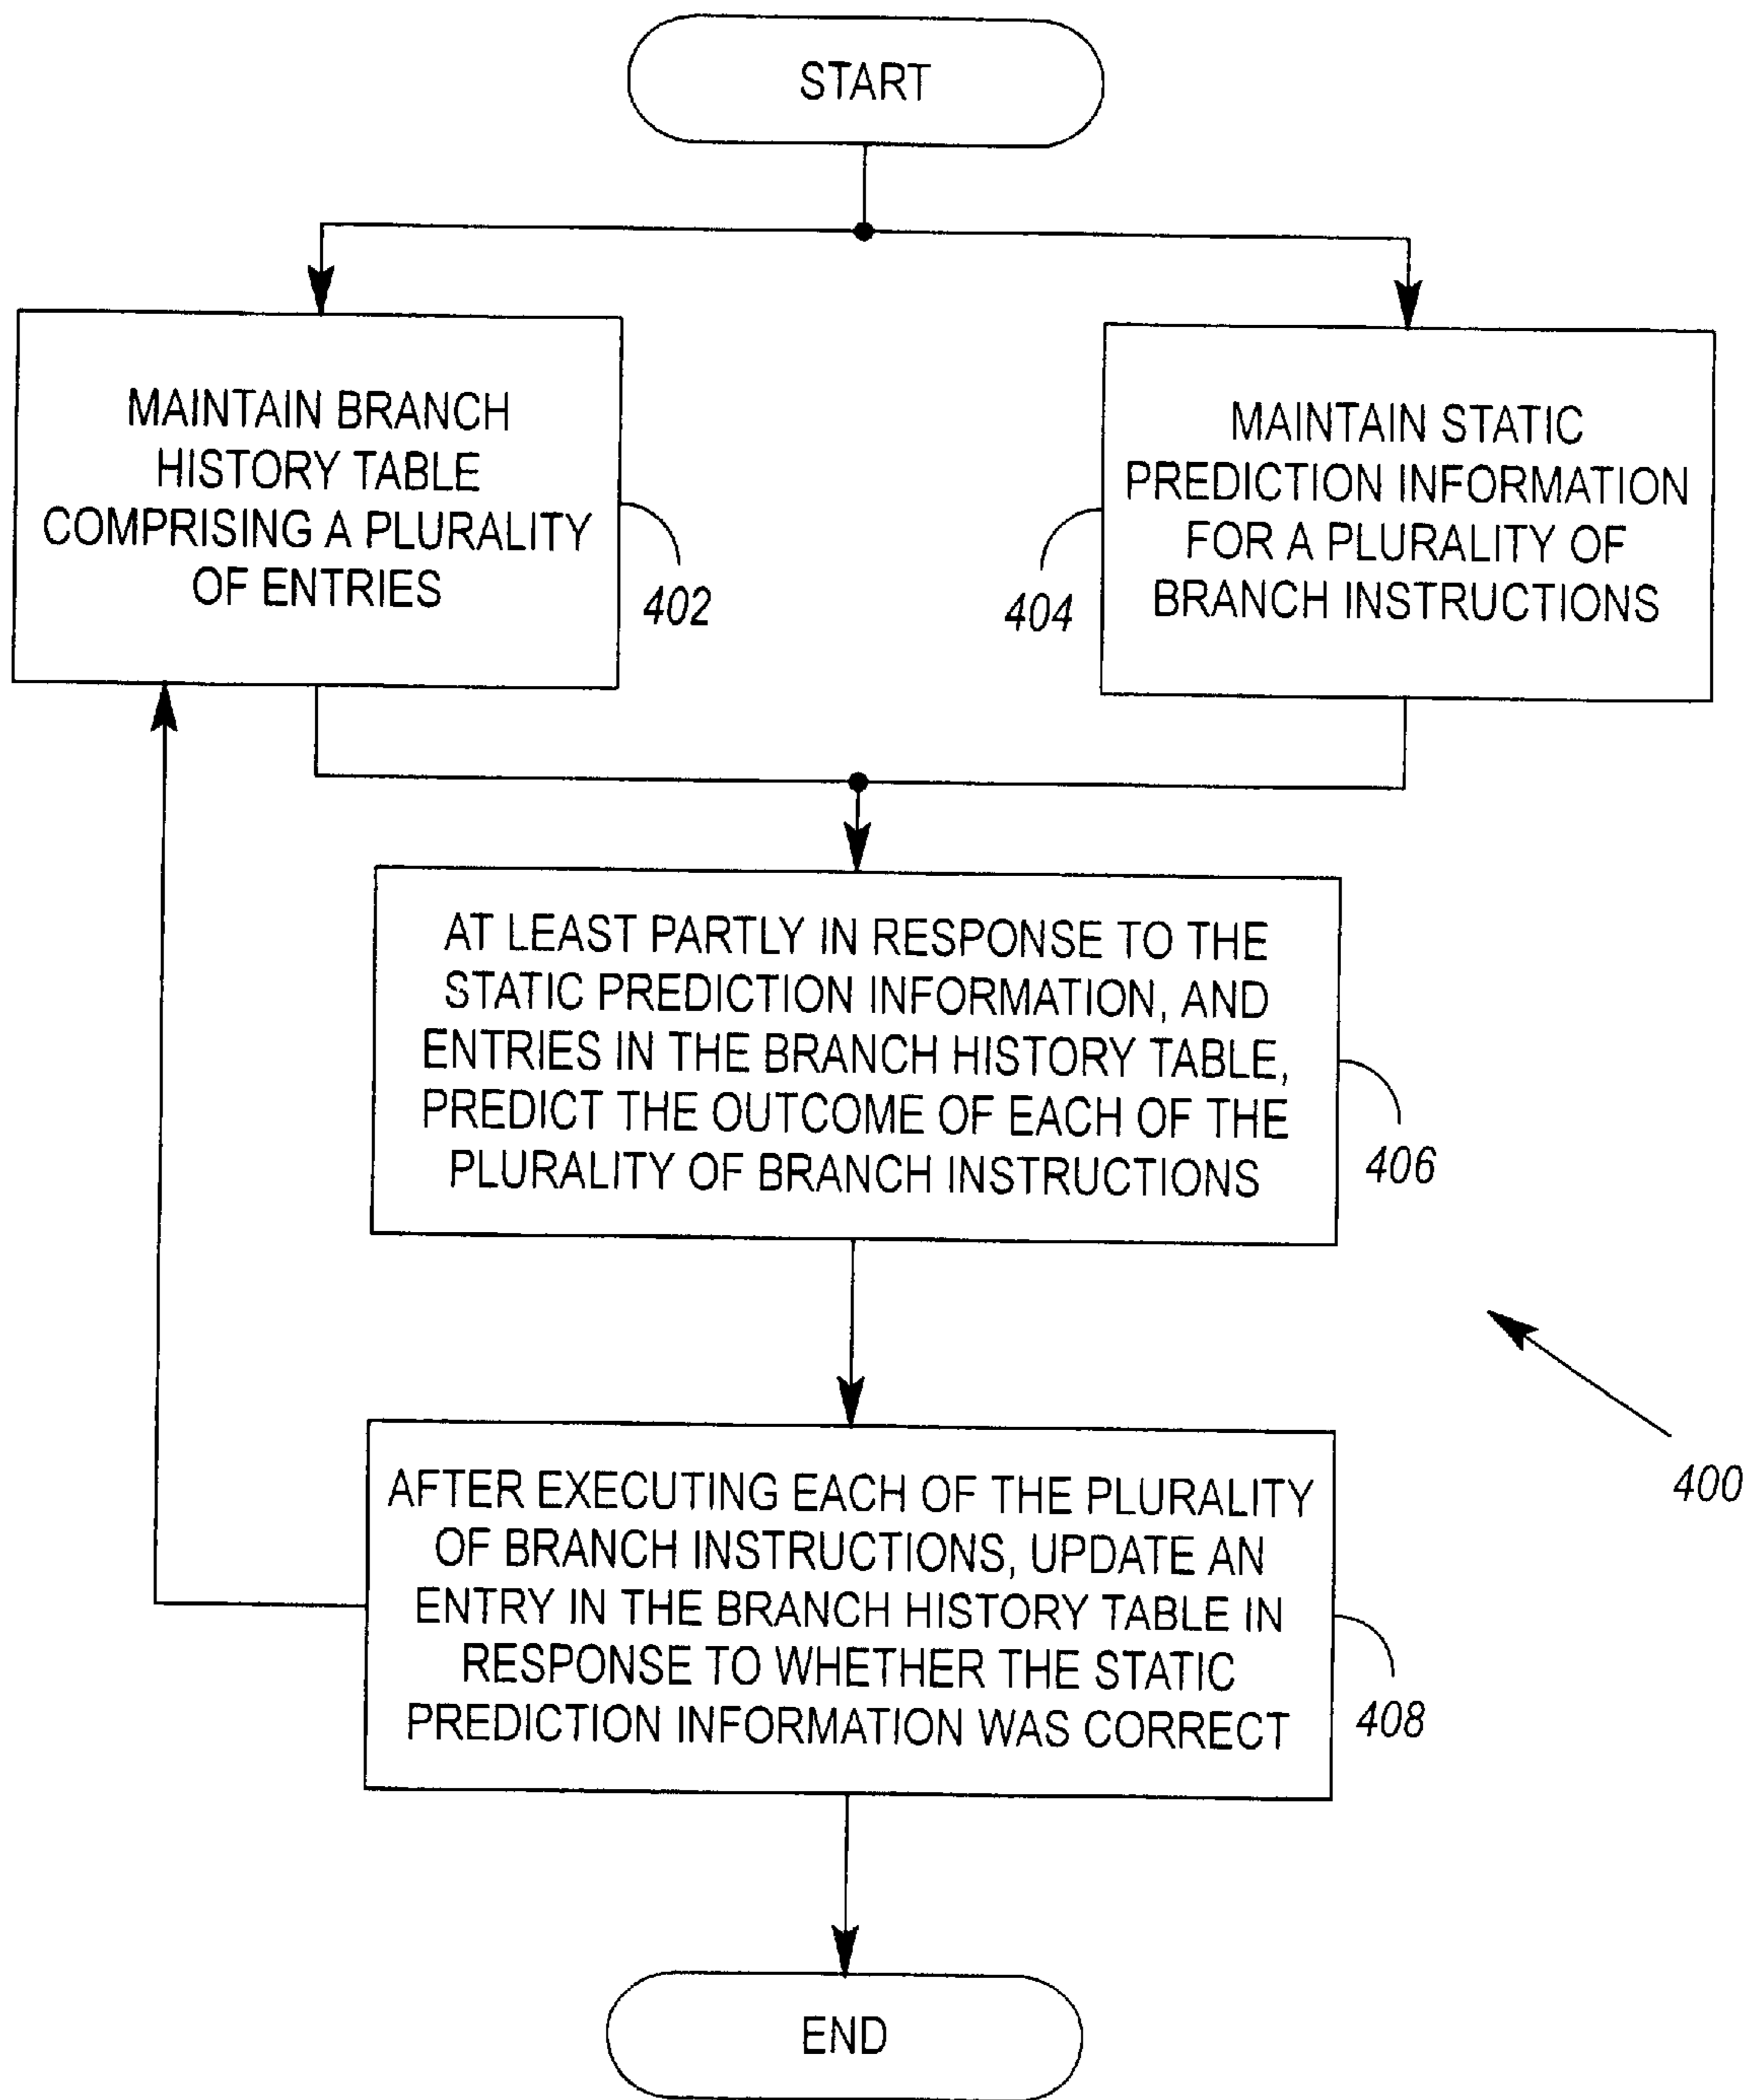 START
MAINTAIN BRANCH
HISTORY TABLE
COMPRISING A PLURALITY
OF ENTRIES
402
MAINTAIN STATIC
PREDICTION INFORMATION
FOR A PLURALITY OF
BRANCH INSTRUCTIONS
404
AT LEAST PARTLY IN RESPONSE TO THE
STATIC PREDICTION INFORMATION, AND
ENTRIES IN THE BRANCH HISTORY TABLE,
PREDICT THE OUTCOME OF EACH OF THE
PLURALITY OF BRANCH INSTRUCTIONS
406
400
AFTER EXECUTING EACH OF THE PLURALITY
OF BRANCH INSTRUCTIONS, UPDATE AN
ENTRY IN THE BRANCH HISTORY TABLE IN
RESPONSE TO WHETHER THE STATIC
PREDICTION INFORMATION WAS CORRECT
408
END